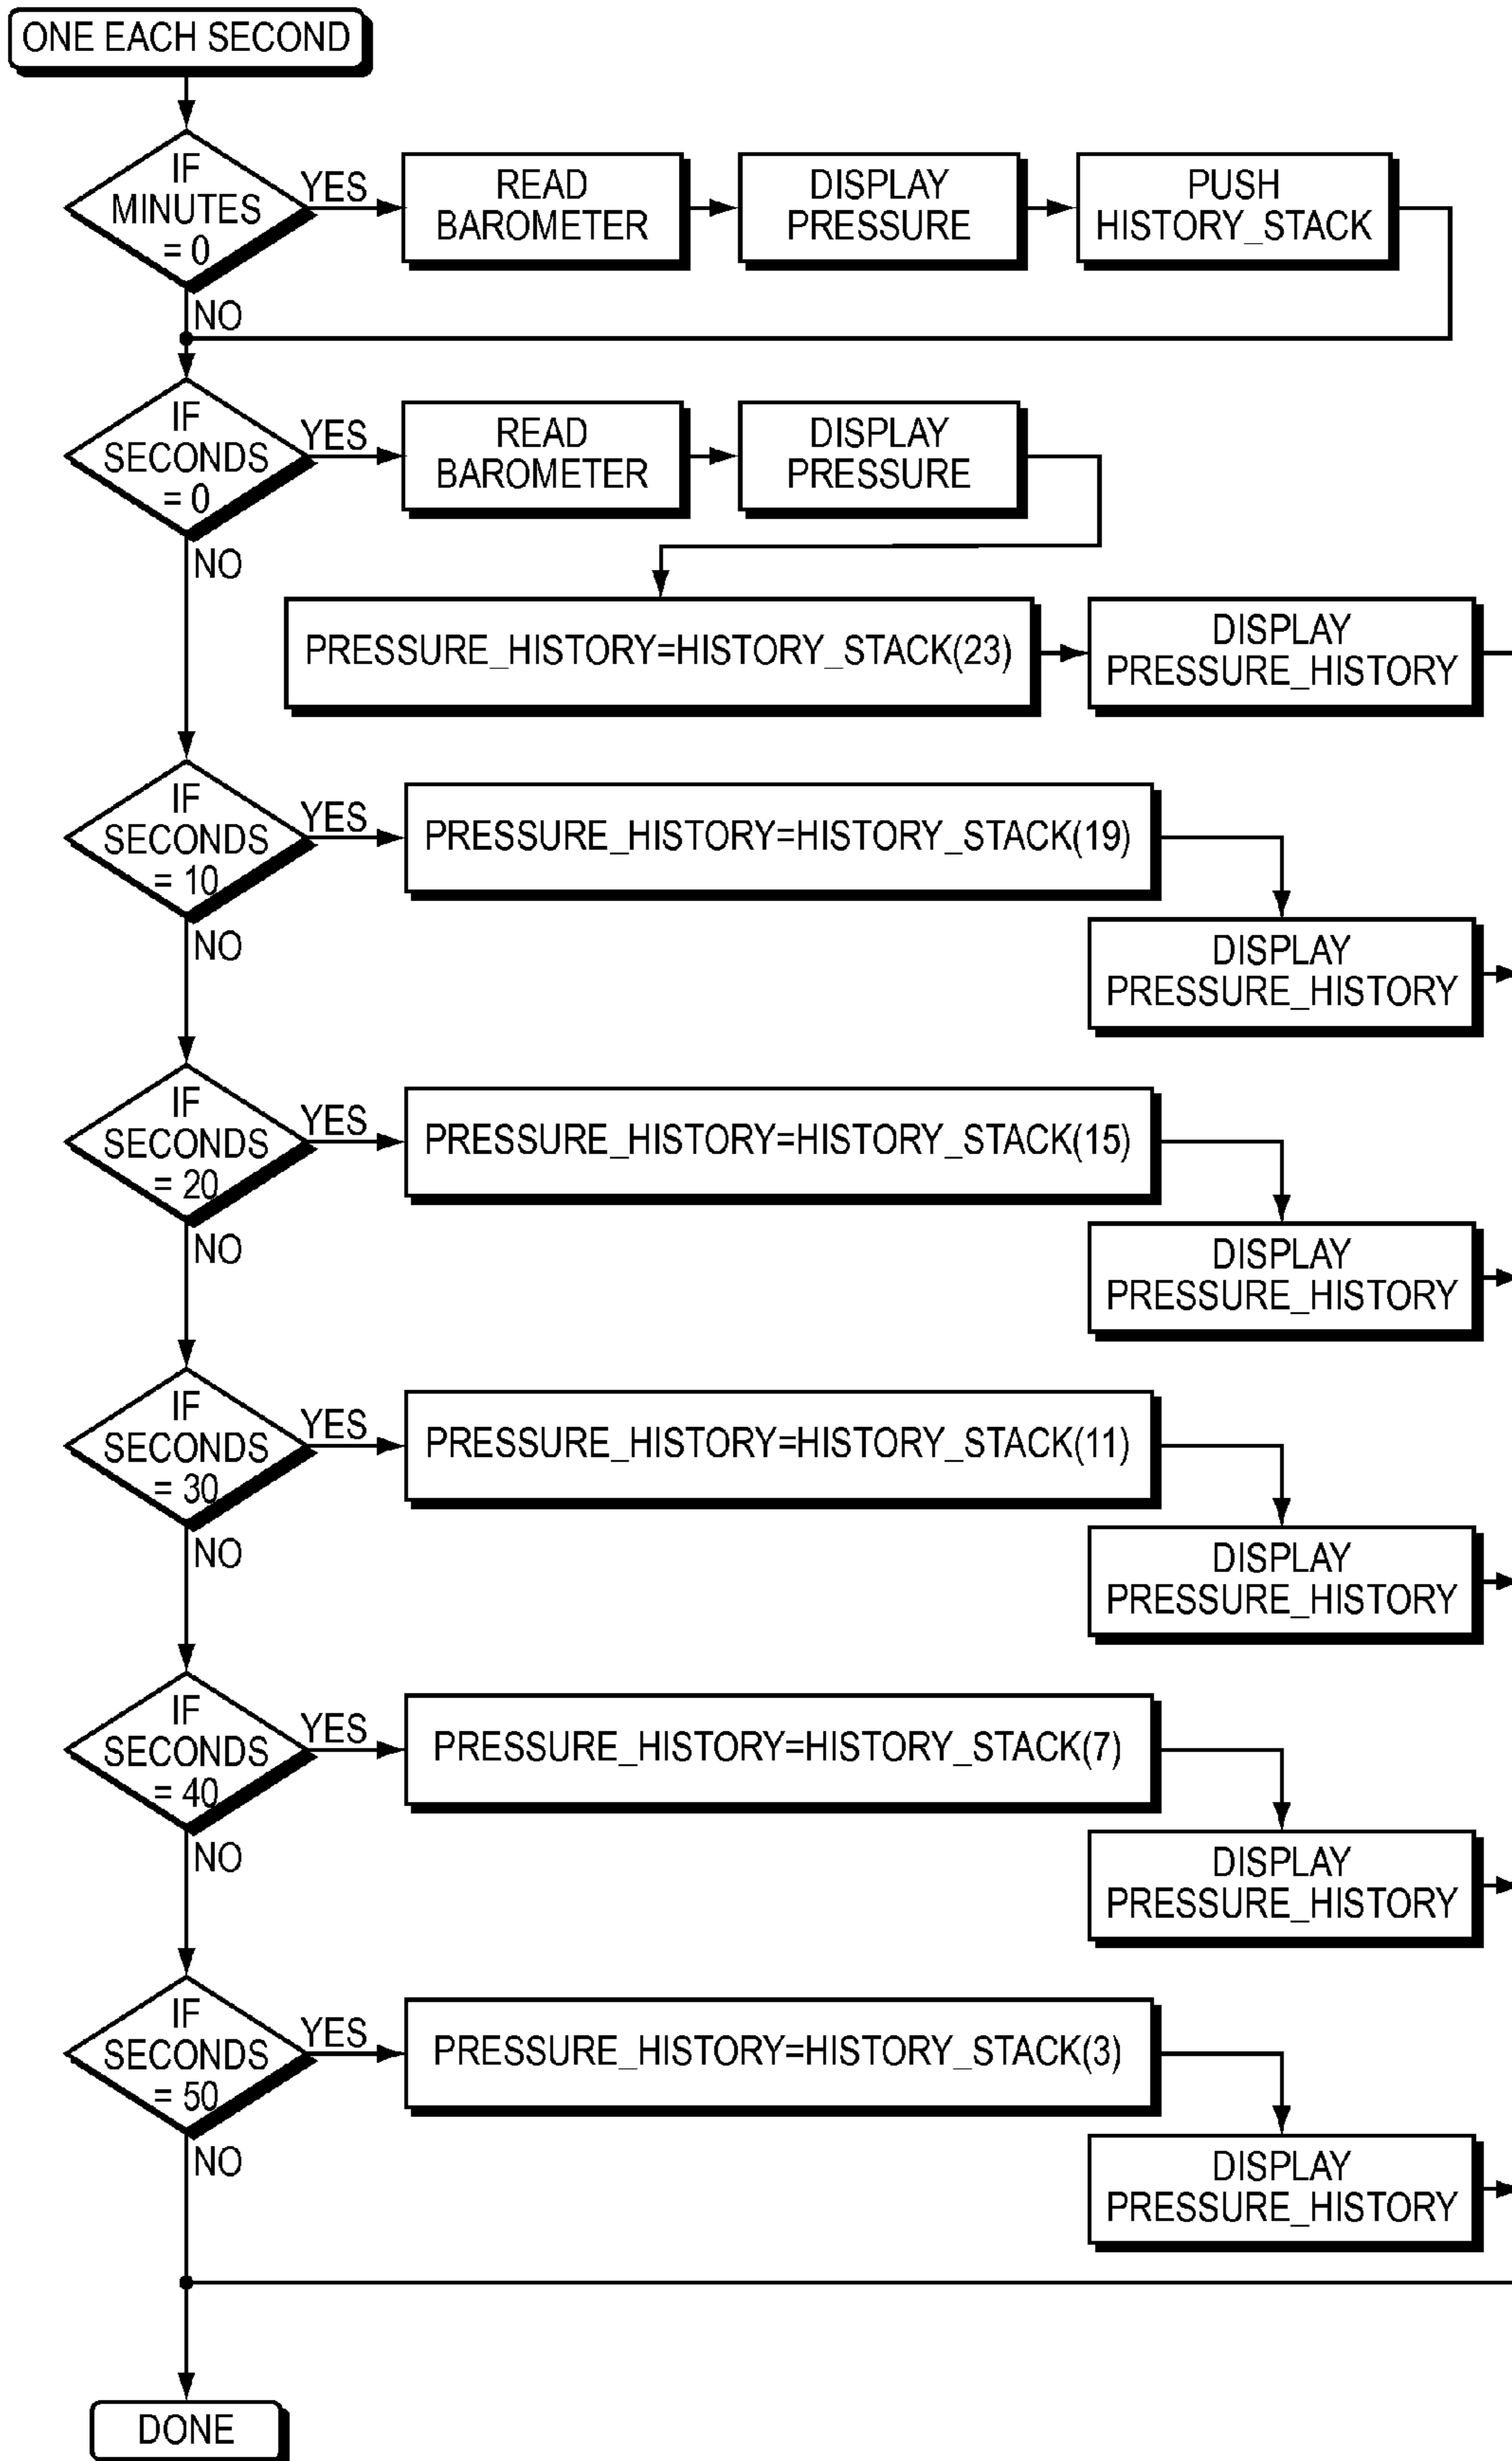 ONE EACH SECOND
IF
MINUTES
= 0
YES
READ
BAROMETER
DISPLAY
PRESSURE
PUSH
HISTORY_STACK
NO
IF
SECONDS
= 0
YES
READ
BAROMETER
DISPLAY
PRESSURE
NO
PRESSURE_HISTORY=HISTORY_STACK(23)
DISPLAY
PRESSURE_HISTORY
IF
SECONDS
= 10
YES
PRESSURE_HISTORY=HISTORY_STACK(19)
NO
DISPLAY
PRESSURE_HISTORY
IF
SECONDS
= 20
YES
PRESSURE_HISTORY=HISTORY_STACK(15)
NO
DISPLAY
PRESSURE_HISTORY
IF
SECONDS
= 30
YES
PRESSURE_HISTORY=HISTORY_STACK(11)
NO
DISPLAY
PRESSURE_HISTORY
IF
SECONDS
= 40
YES
PRESSURE_HISTORY=HISTORY_STACK(7)
NO
DISPLAY
PRESSURE_HISTORY
IF
SECONDS
= 50
YES
PRESSURE_HISTORY=HISTORY_STACK(3)
NO
DISPLAY
PRESSURE_HISTORY
DONE